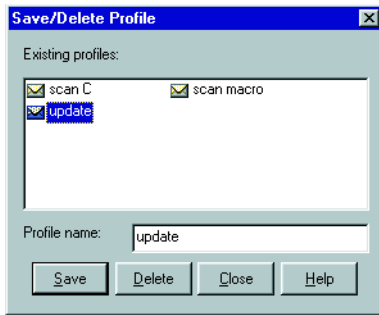 Save/Delete Profile
Existing profiles:
scan C scan macro
update
Profile name: update
Save Delete Close Help